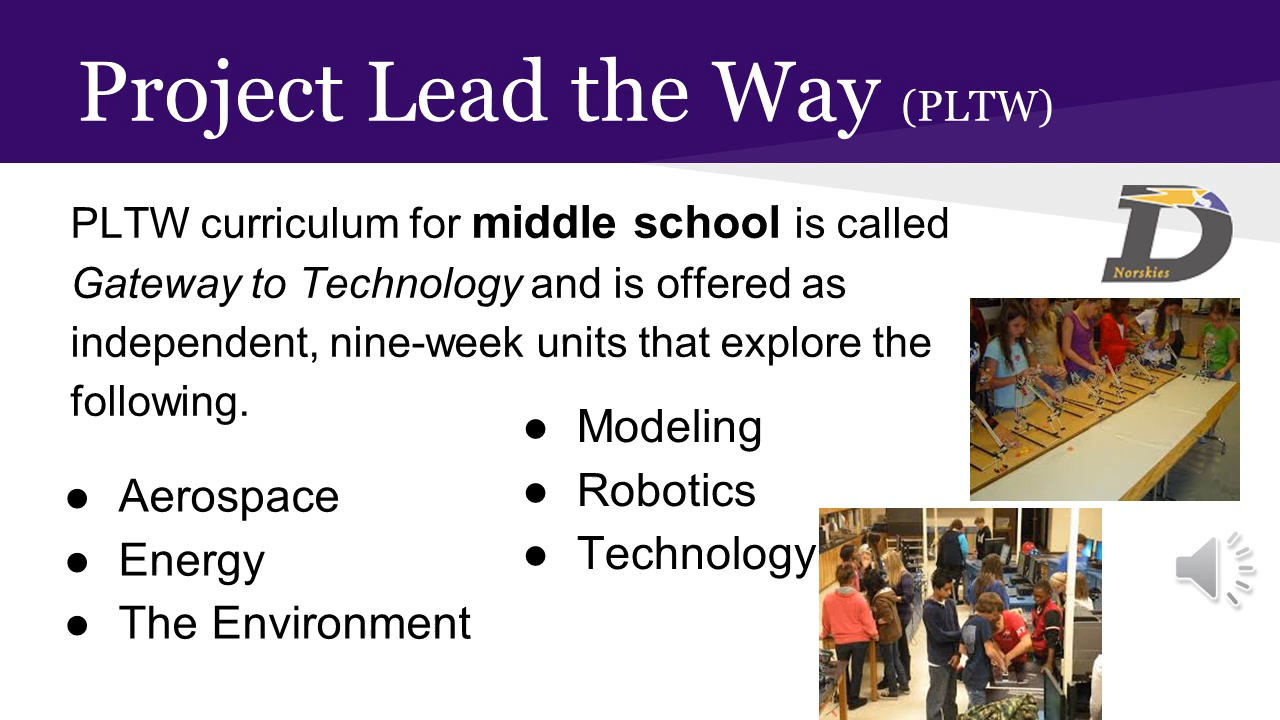 Project Lead the Way (PLTW)
PLTW curriculum for middle school is called
Gateway to Technology and is offered as
independent, nine-week units that explore the
following.
● Aerospace
● Energy
● The Environment
● Modeling
● Robotics
● Technology
D
Norskies